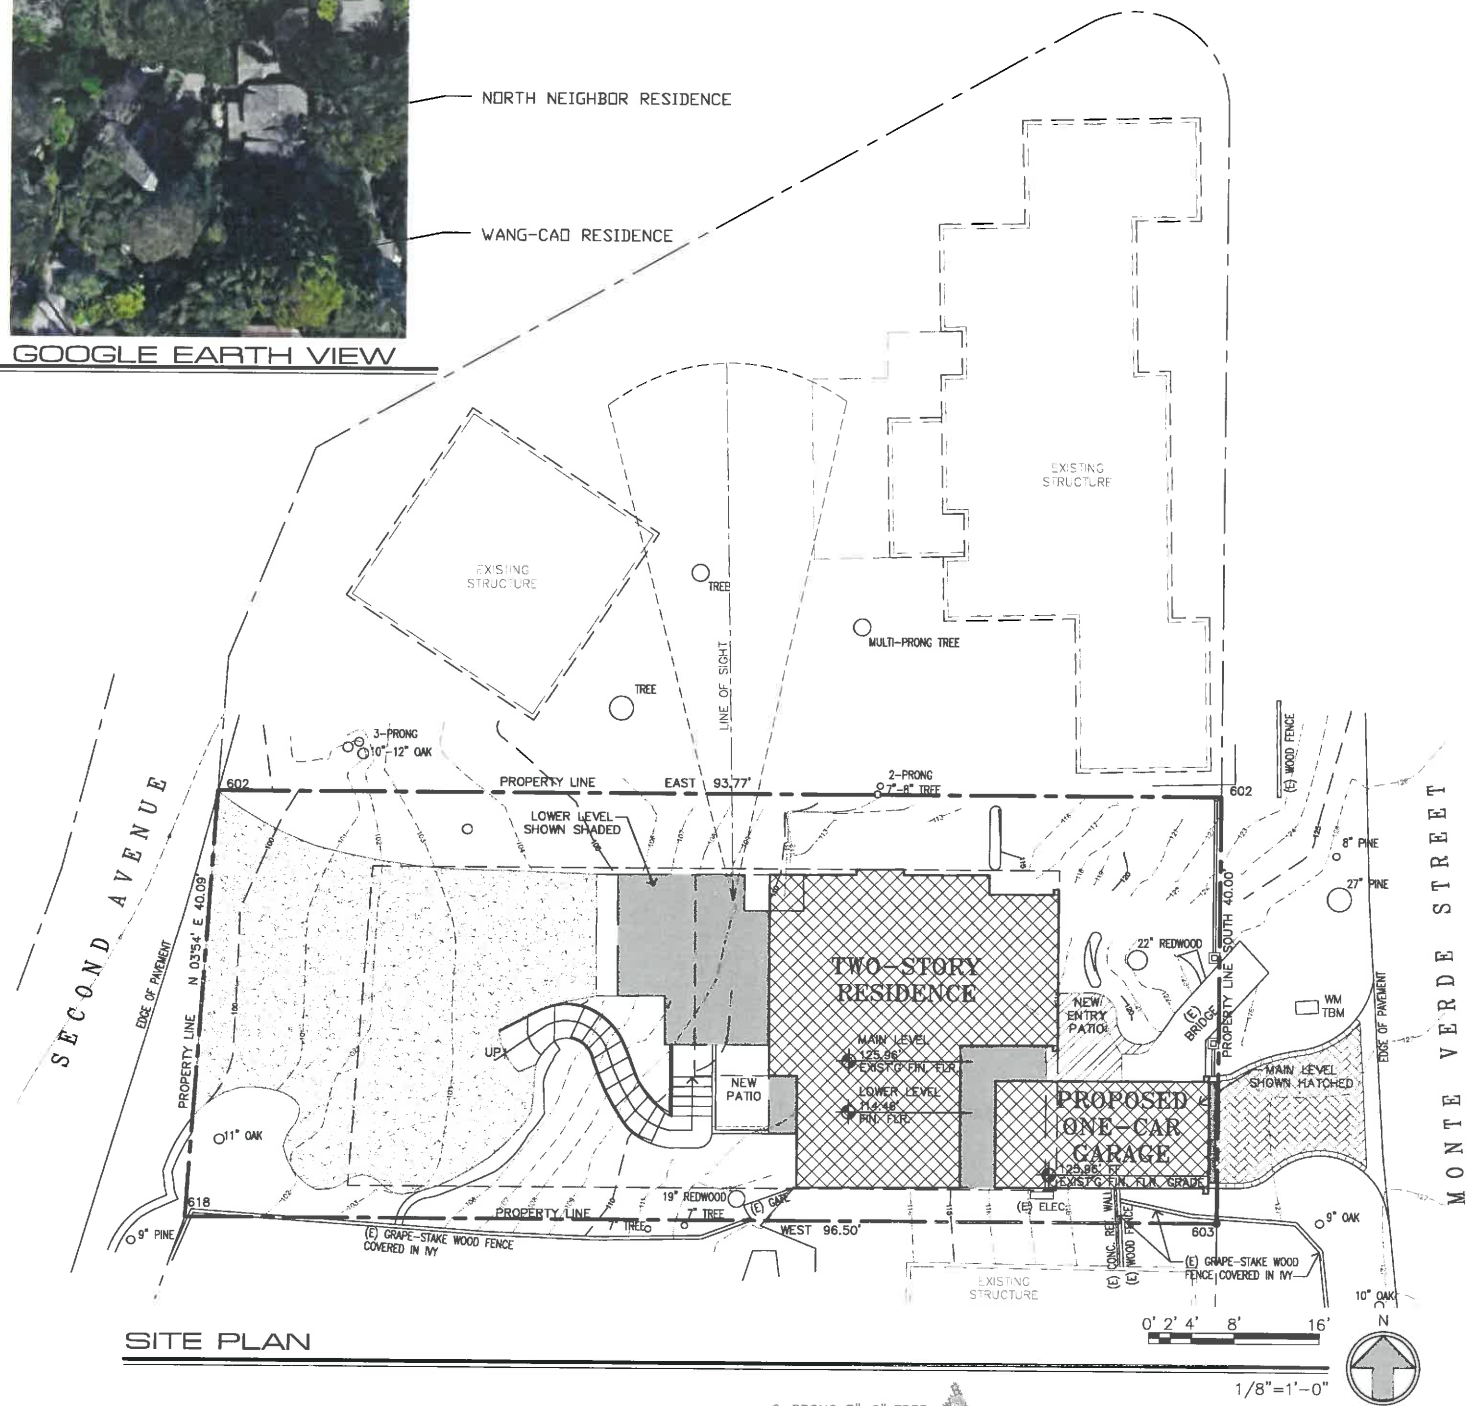 NORTH NEIGHBOR RESIDENCE
WANG-CAO RESIDENCE
GOOGLE EARTH VIEW
EXISTING
STRUCTURE
EXISTING
STRUCTURE
TREE
MULTI-PRONG TREE
LINE OF SIGHT
TREE
3-PRONG
10"-12" OAK
(E) WOOD FENCE
602
PROPERTY LINE
EAST 93.77'
2-PRONG
7"-8" TREE
602
LOWER LEVEL
SHOWN SHADED
SECOND AVENUE
EDGE OF PAVEMENT
PROPERTY LINE N 03°54' E 40.09'
8" PINE
27" PINE
PROPERTY LINE SOUTH 40.00'
22" REDWOOD
TWO-STORY
RESIDENCE
NEW
ENTRY
PATIO
(E)
BRIDGE
WM
TBM
EDGE OF PAVEMENT
MONTE VERDE STREET
MAIN LEVEL
125.96'
EXIST'G FIN. FLR.
LOWER LEVEL
114.46'
FIN. FLR.
UP
NEW
PATIO
MAIN LEVEL
SHOWN HATCHED
PROPOSED
ONE-CAR
GARAGE
125.96' FF
EXIST'G FIN. FLR. GRADE
11" OAK
618
9" PINE
19" REDWOOD
7" TREE
7" TREE
(E) GATE
PROPERTY LINE
WEST 96.50'
(E) GRAPE-STAKE WOOD FENCE
COVERED IN IVY
(E) ELEC.
(E) CONC. RET. WALL
(E) WOOD FENCE
603
(E) GRAPE-STAKE WOOD
FENCE COVERED IN IVY
9" OAK
10" OAK
EXISTING
STRUCTURE
SITE PLAN
0' 2' 4' 8' 16'
N
1/8"=1'-0"